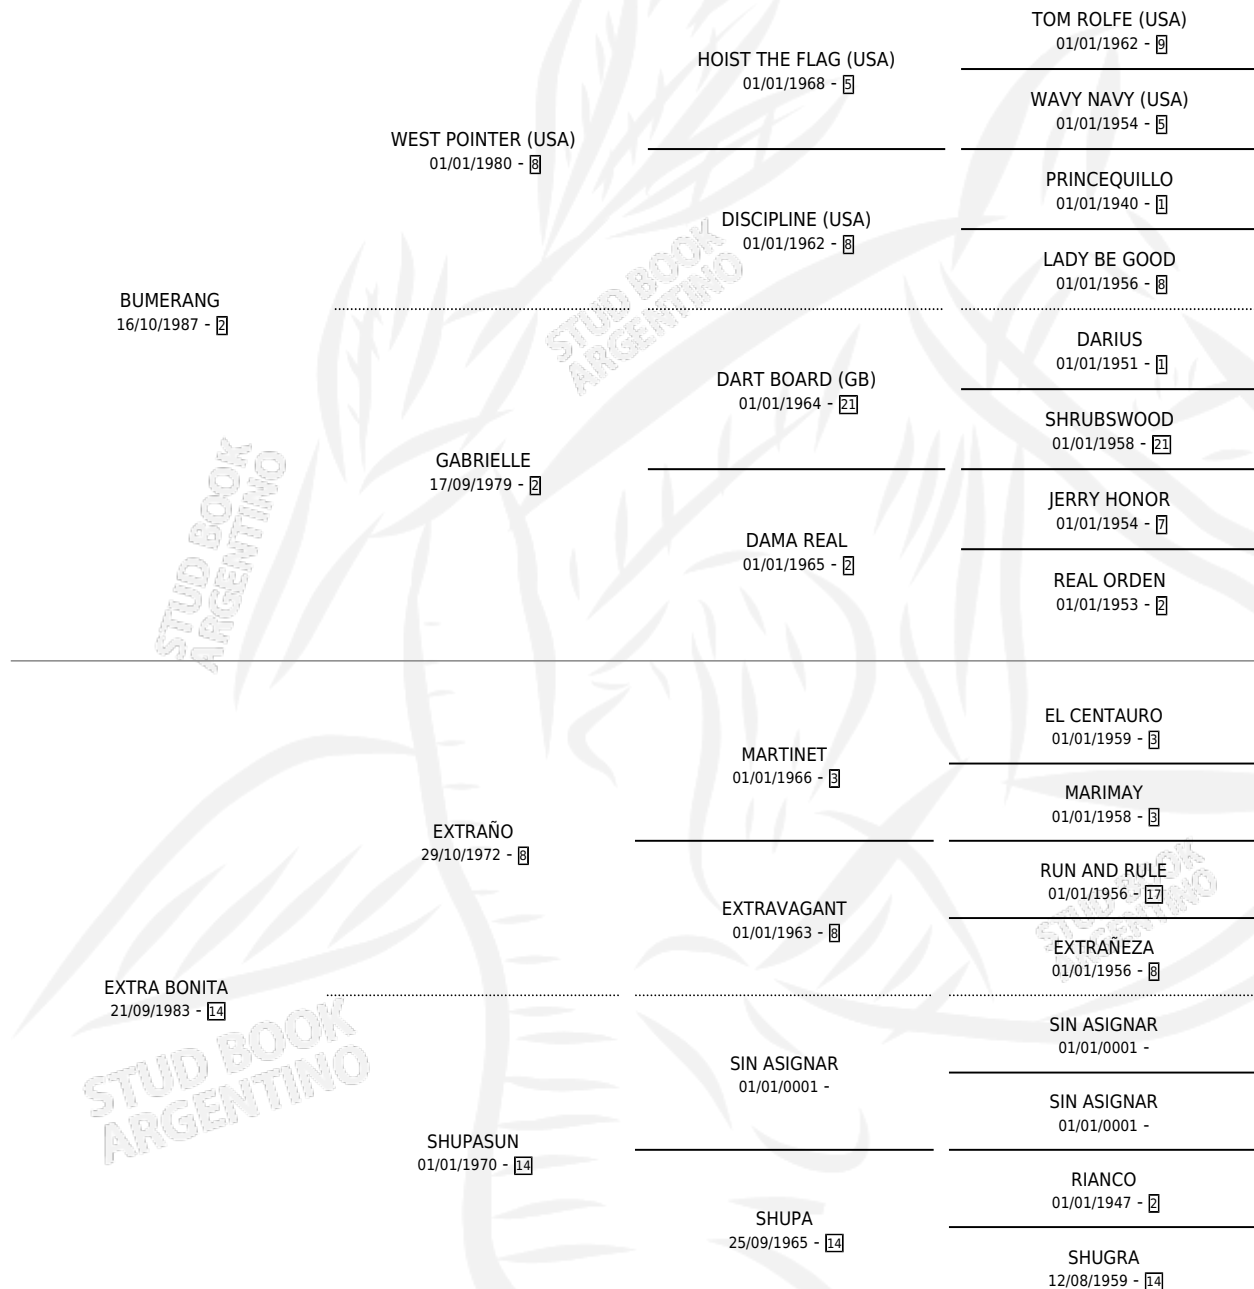 TOM ROLFE (USA)
01/01/1962 - 9
HOIST THE FLAG (USA)
01/01/1968 - 5
WAVY NAVY (USA)
01/01/1954 - 5
WEST POINTER (USA)
01/01/1980 - 8
PRINCEQUILLO
01/01/1940 - 1
DISCIPLINE (USA)
01/01/1962 - 8
LADY BE GOOD
01/01/1956 - 8
BUMERANG
16/10/1987 - 2
DARIUS
01/01/1951 - 1
DART BOARD (GB)
01/01/1964 - 21
SHRUBSWOOD
01/01/1958 - 21
GABRIELLE
17/09/1979 - 2
JERRY HONOR
01/01/1954 - 7
DAMA REAL
01/01/1965 - 2
REAL ORDEN
01/01/1953 - 2
EL CENTAURO
01/01/1959 - 3
MARTINET
01/01/1966 - 3
MARIMAY
01/01/1958 - 3
EXTRAÑO
29/10/1972 - 8
RUN AND RULE
01/01/1956 - 17
EXTRAVAGANT
01/01/1963 - 8
EXTRAÑEZA
01/01/1956 - 8
EXTRA BONITA
21/09/1983 - 14
SIN ASIGNAR
01/01/0001 -
SIN ASIGNAR
01/01/0001 -
SIN ASIGNAR
01/01/0001 -
SHUPASUN
01/01/1970 - 14
RIANCO
01/01/1947 - 2
SHUPA
25/09/1965 - 14
SHUGRA
12/08/1959 - 14
STUD BOOK
ARGENTINO
STUD BOOK
ARGENTINO
STUD BOOK
ARGENTINO
STUD BOOK
ARGENTINO